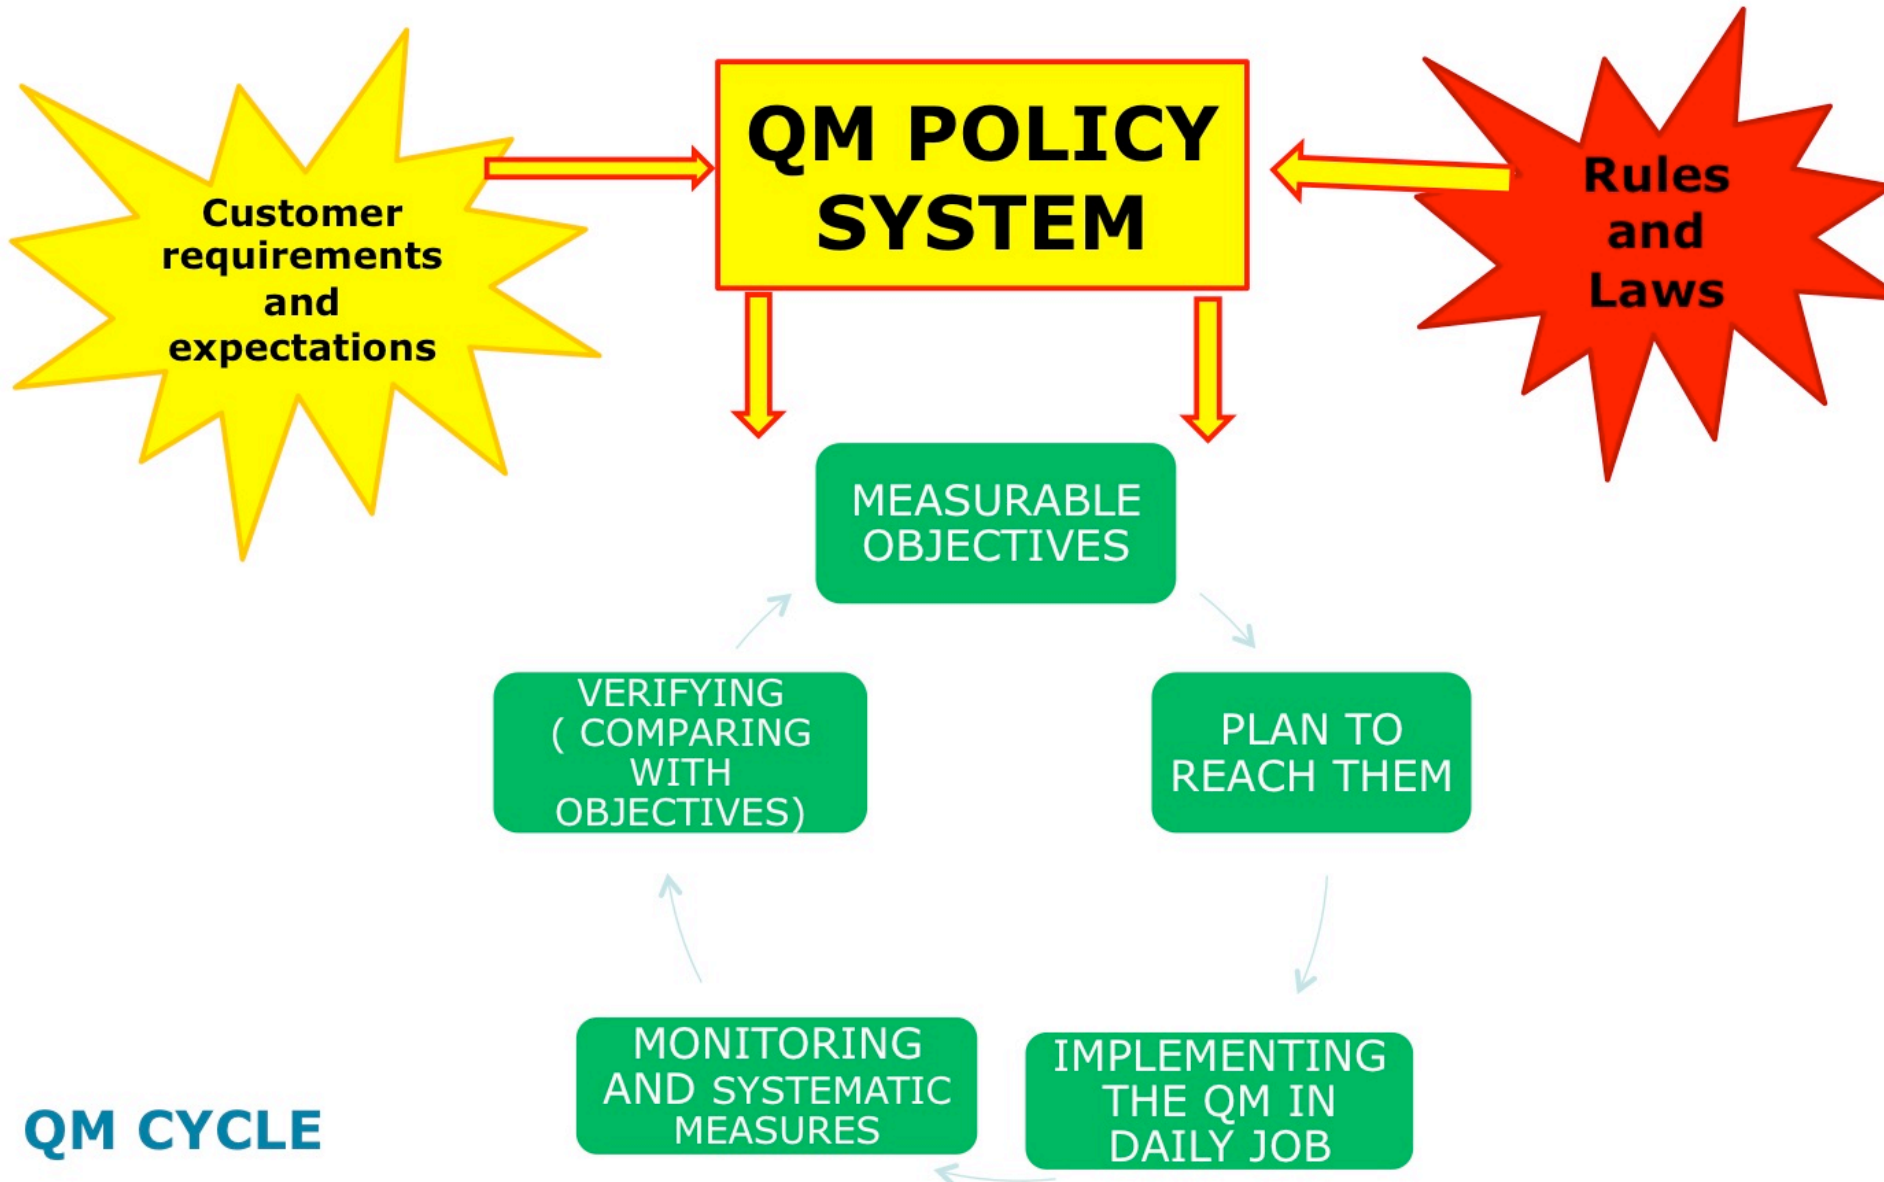 QM POLICY
SYSTEM
Customer
requirements
and
expectations
Rules
and
Laws
MEASURABLE
OBJECTIVES
PLAN TO
REACH THEM
IMPLEMENTING
THE QM IN
DAILY JOB
MONITORING
AND SYSTEMATIC
MEASURES
VERIFYING
( COMPARING
WITH
OBJECTIVES)
QM CYCLE